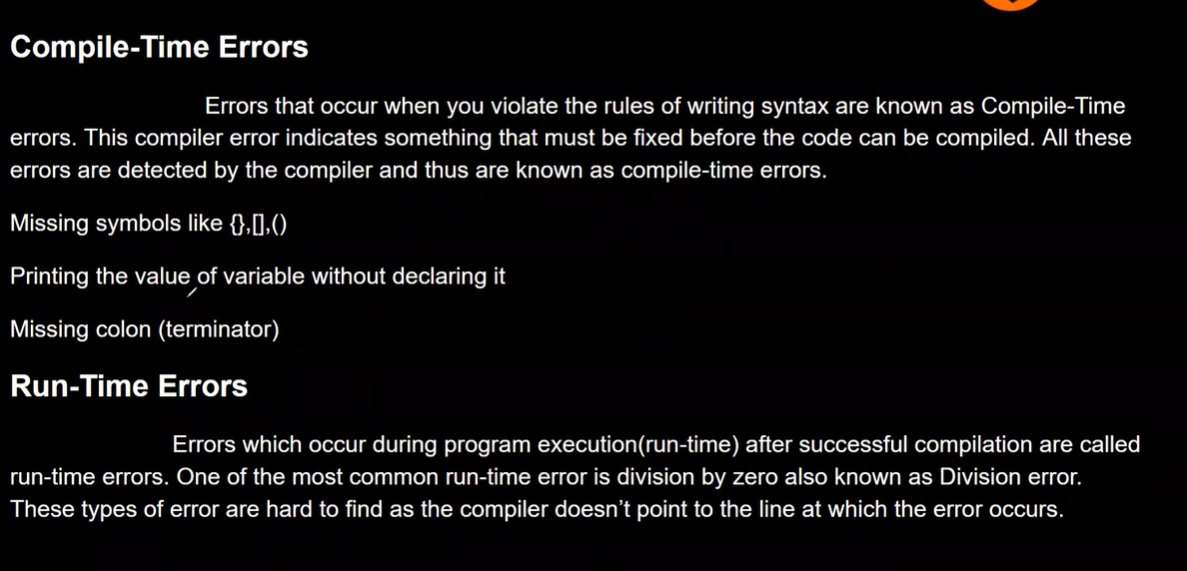 Compile-Time Errors
Errors that occur when you violate the rules of writing syntax are known as Compile-Time
errors. This compiler error indicates something that must be fixed before the code can be compiled. All these
errors are detected by the compiler and thus are known as compile-time errors.
Missing symbols like {},[],()
Printing the value of variable without declaring it
Missing colon (terminator)
Run-Time Errors
Errors which occur during program execution(run-time) after successful compilation are called
run-time errors. One of the most common run-time error is division by zero also known as Division error.
These types of error are hard to find as the compiler doesn’t point to the line at which the error occurs.